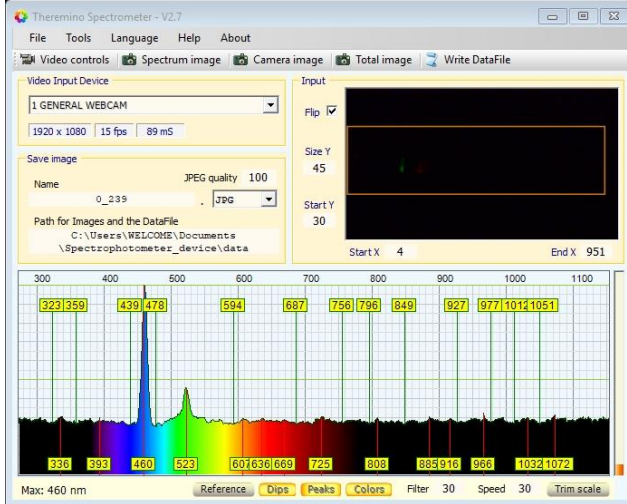 Theremino Spectrometer - V2.7
File Tools Language Help About
Video controls Spectrum image Camera image Total image Write DataFile
Video Input Device
1 GENERAL WEBCAM
1920 x 1080 15 fps 89 mS
Save image
Name JPEG quality 100
0_239 . JPG
Path for Images and the DataFile
C:\Users\WELCOME\Documents
\Spectrophotometer_device\data
Input
Flip
Size Y
45
Start Y
30
Start X 4 End X 951
300 400 500 600 700 800 900 1000 1100
323 359 439 478 594 687 756 796 849 927 977 1012 1051
336 393 460 523 607 636 669 725 808 885 916 966 1032 1072
Max: 460 nm Reference Dips Peaks Colors Filter 30 Speed 30 Trim scale